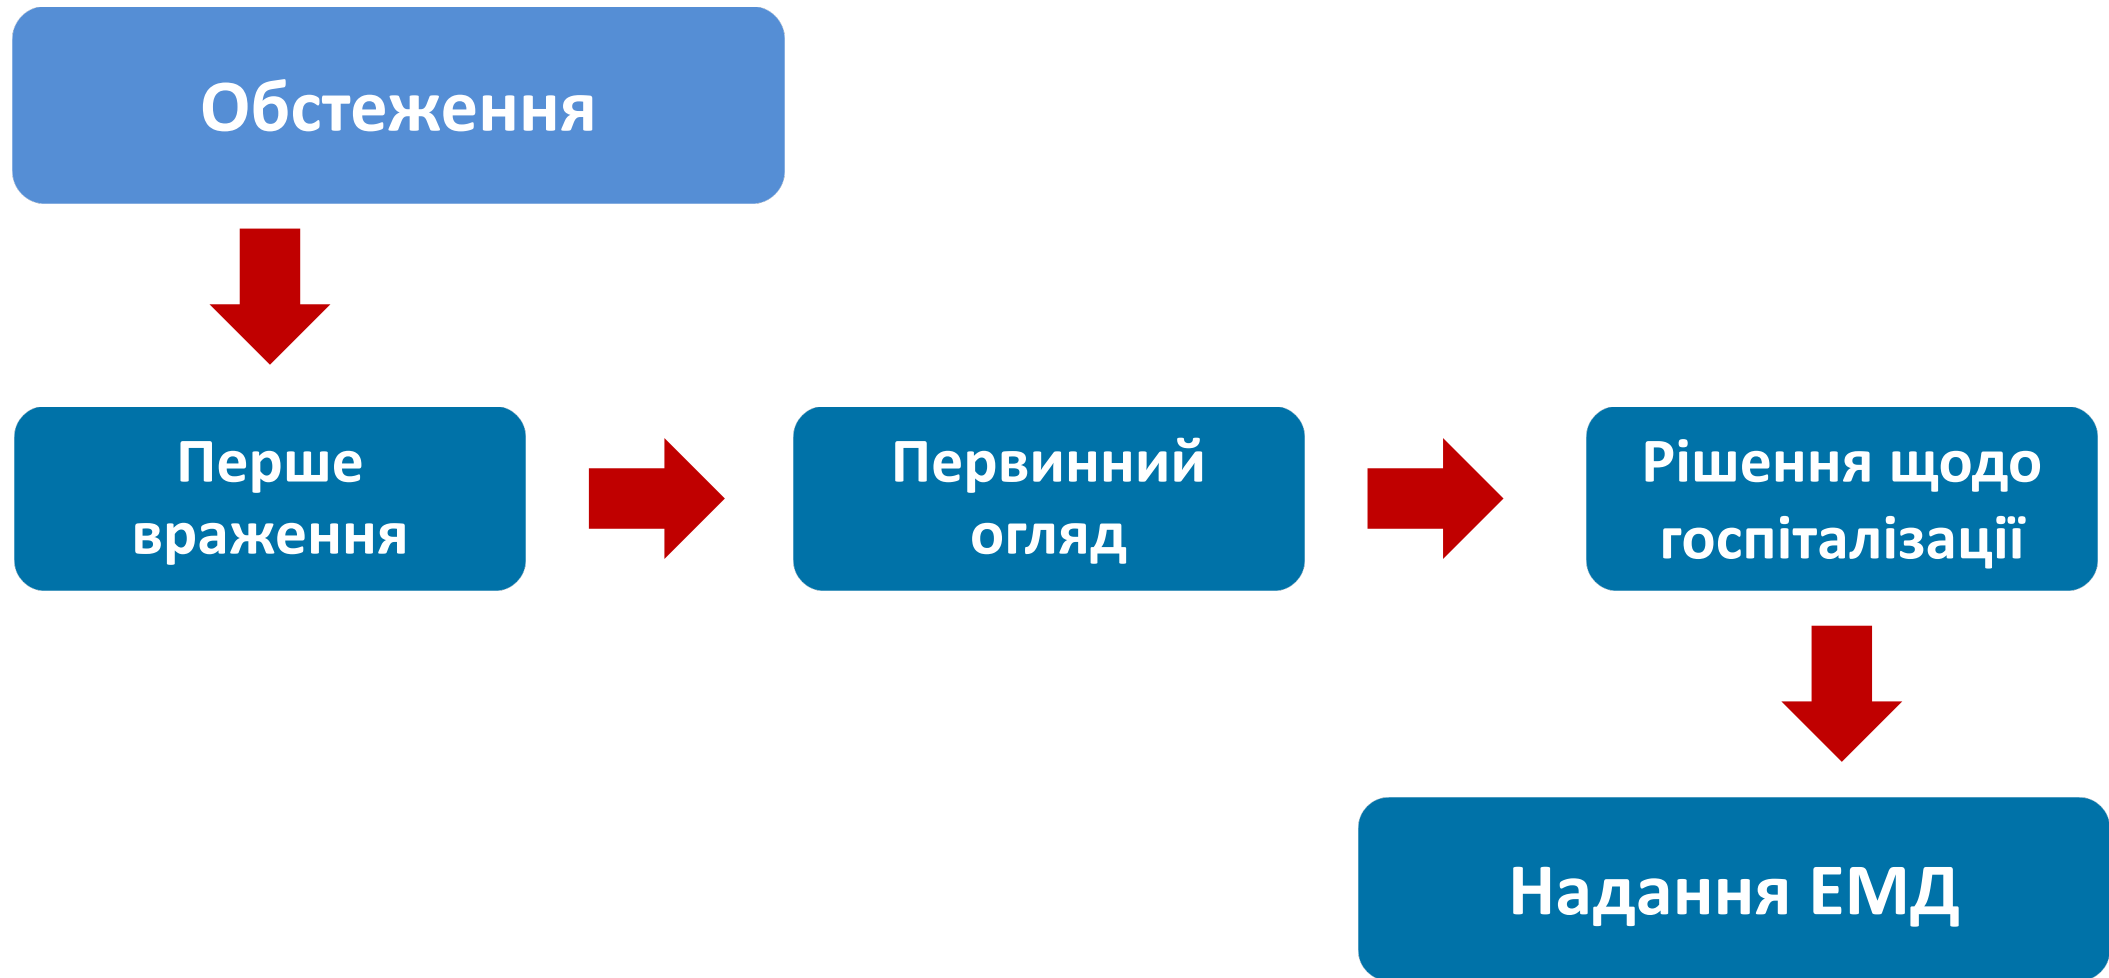 Обстеження
Перше
враження
Первинний
огляд
Рішення щодо
госпіталізації
Надання ЕМД